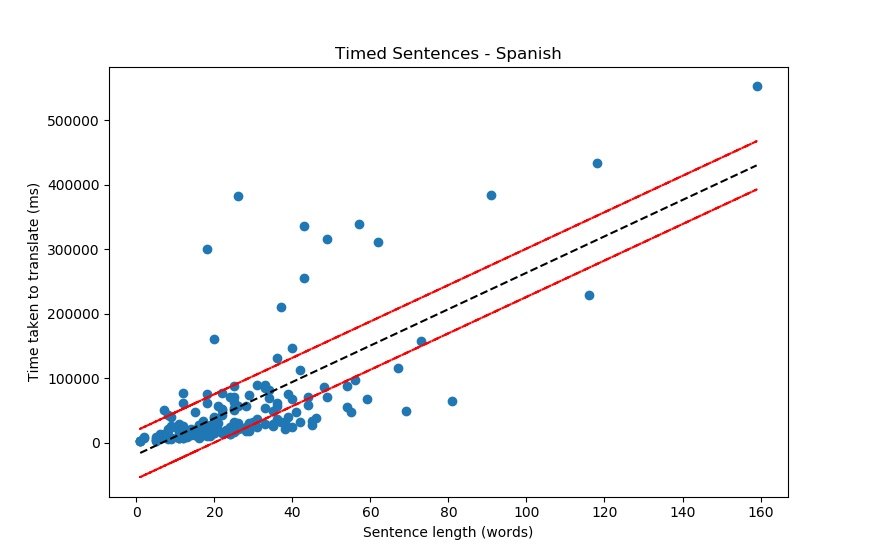 Timed Sentences - Spanish
Time taken to translate (ms)
500000
400000
300000
200000
100000
0
0 20 40 60 80 100 120 140 160
Sentence length (words)